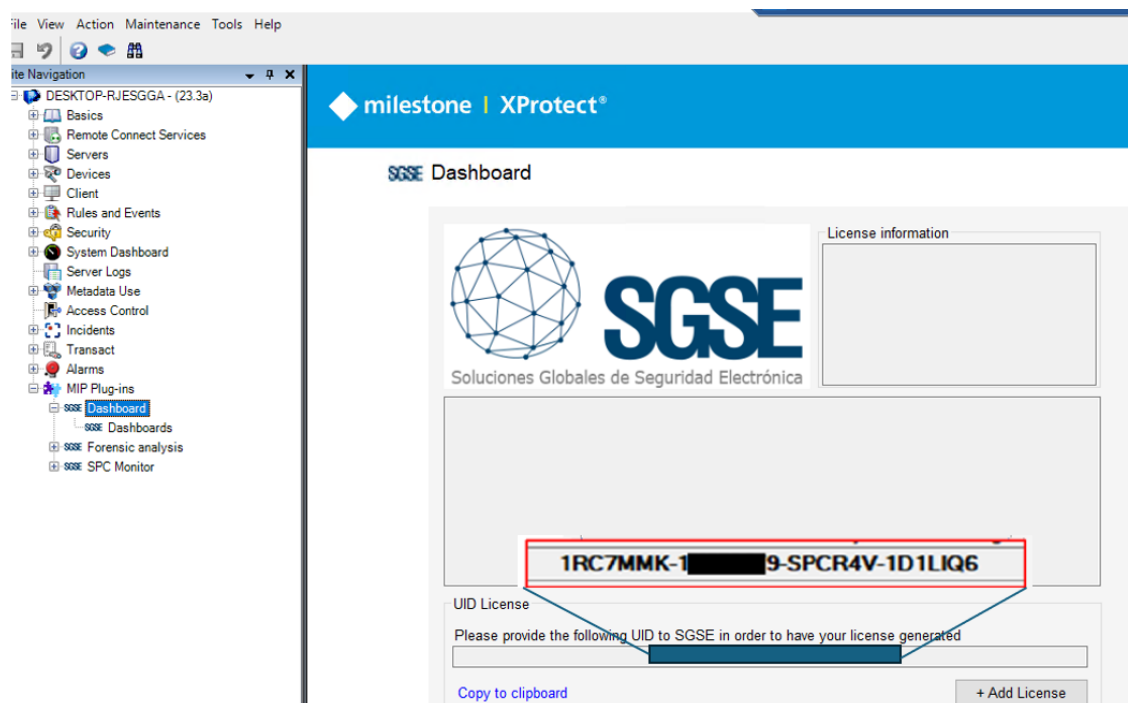 File View Action Maintenance Tools Help
ite Navigation
DESKTOP-RJESGGA - (23.3a)
Basics
Remote Connect Services
Servers
Devices
Client
Rules and Events
Security
System Dashboard
Server Logs
Metadata Use
Access Control
Incidents
Transact
Alarms
MIP Plug-ins
SGSE Dashboard
SGSE Dashboards
SGSE Forensic analysis
SGSE SPC Monitor
milestone | XProtect®
SGSE Dashboard
SGSE
Soluciones Globales de Seguridad Electrónica
License information
1RC7MMK-1 9-SPCR4V-1D1LIQ6
UID License
Please provide the following UID to SGSE in order to have your license generated
Copy to clipboard
+ Add License